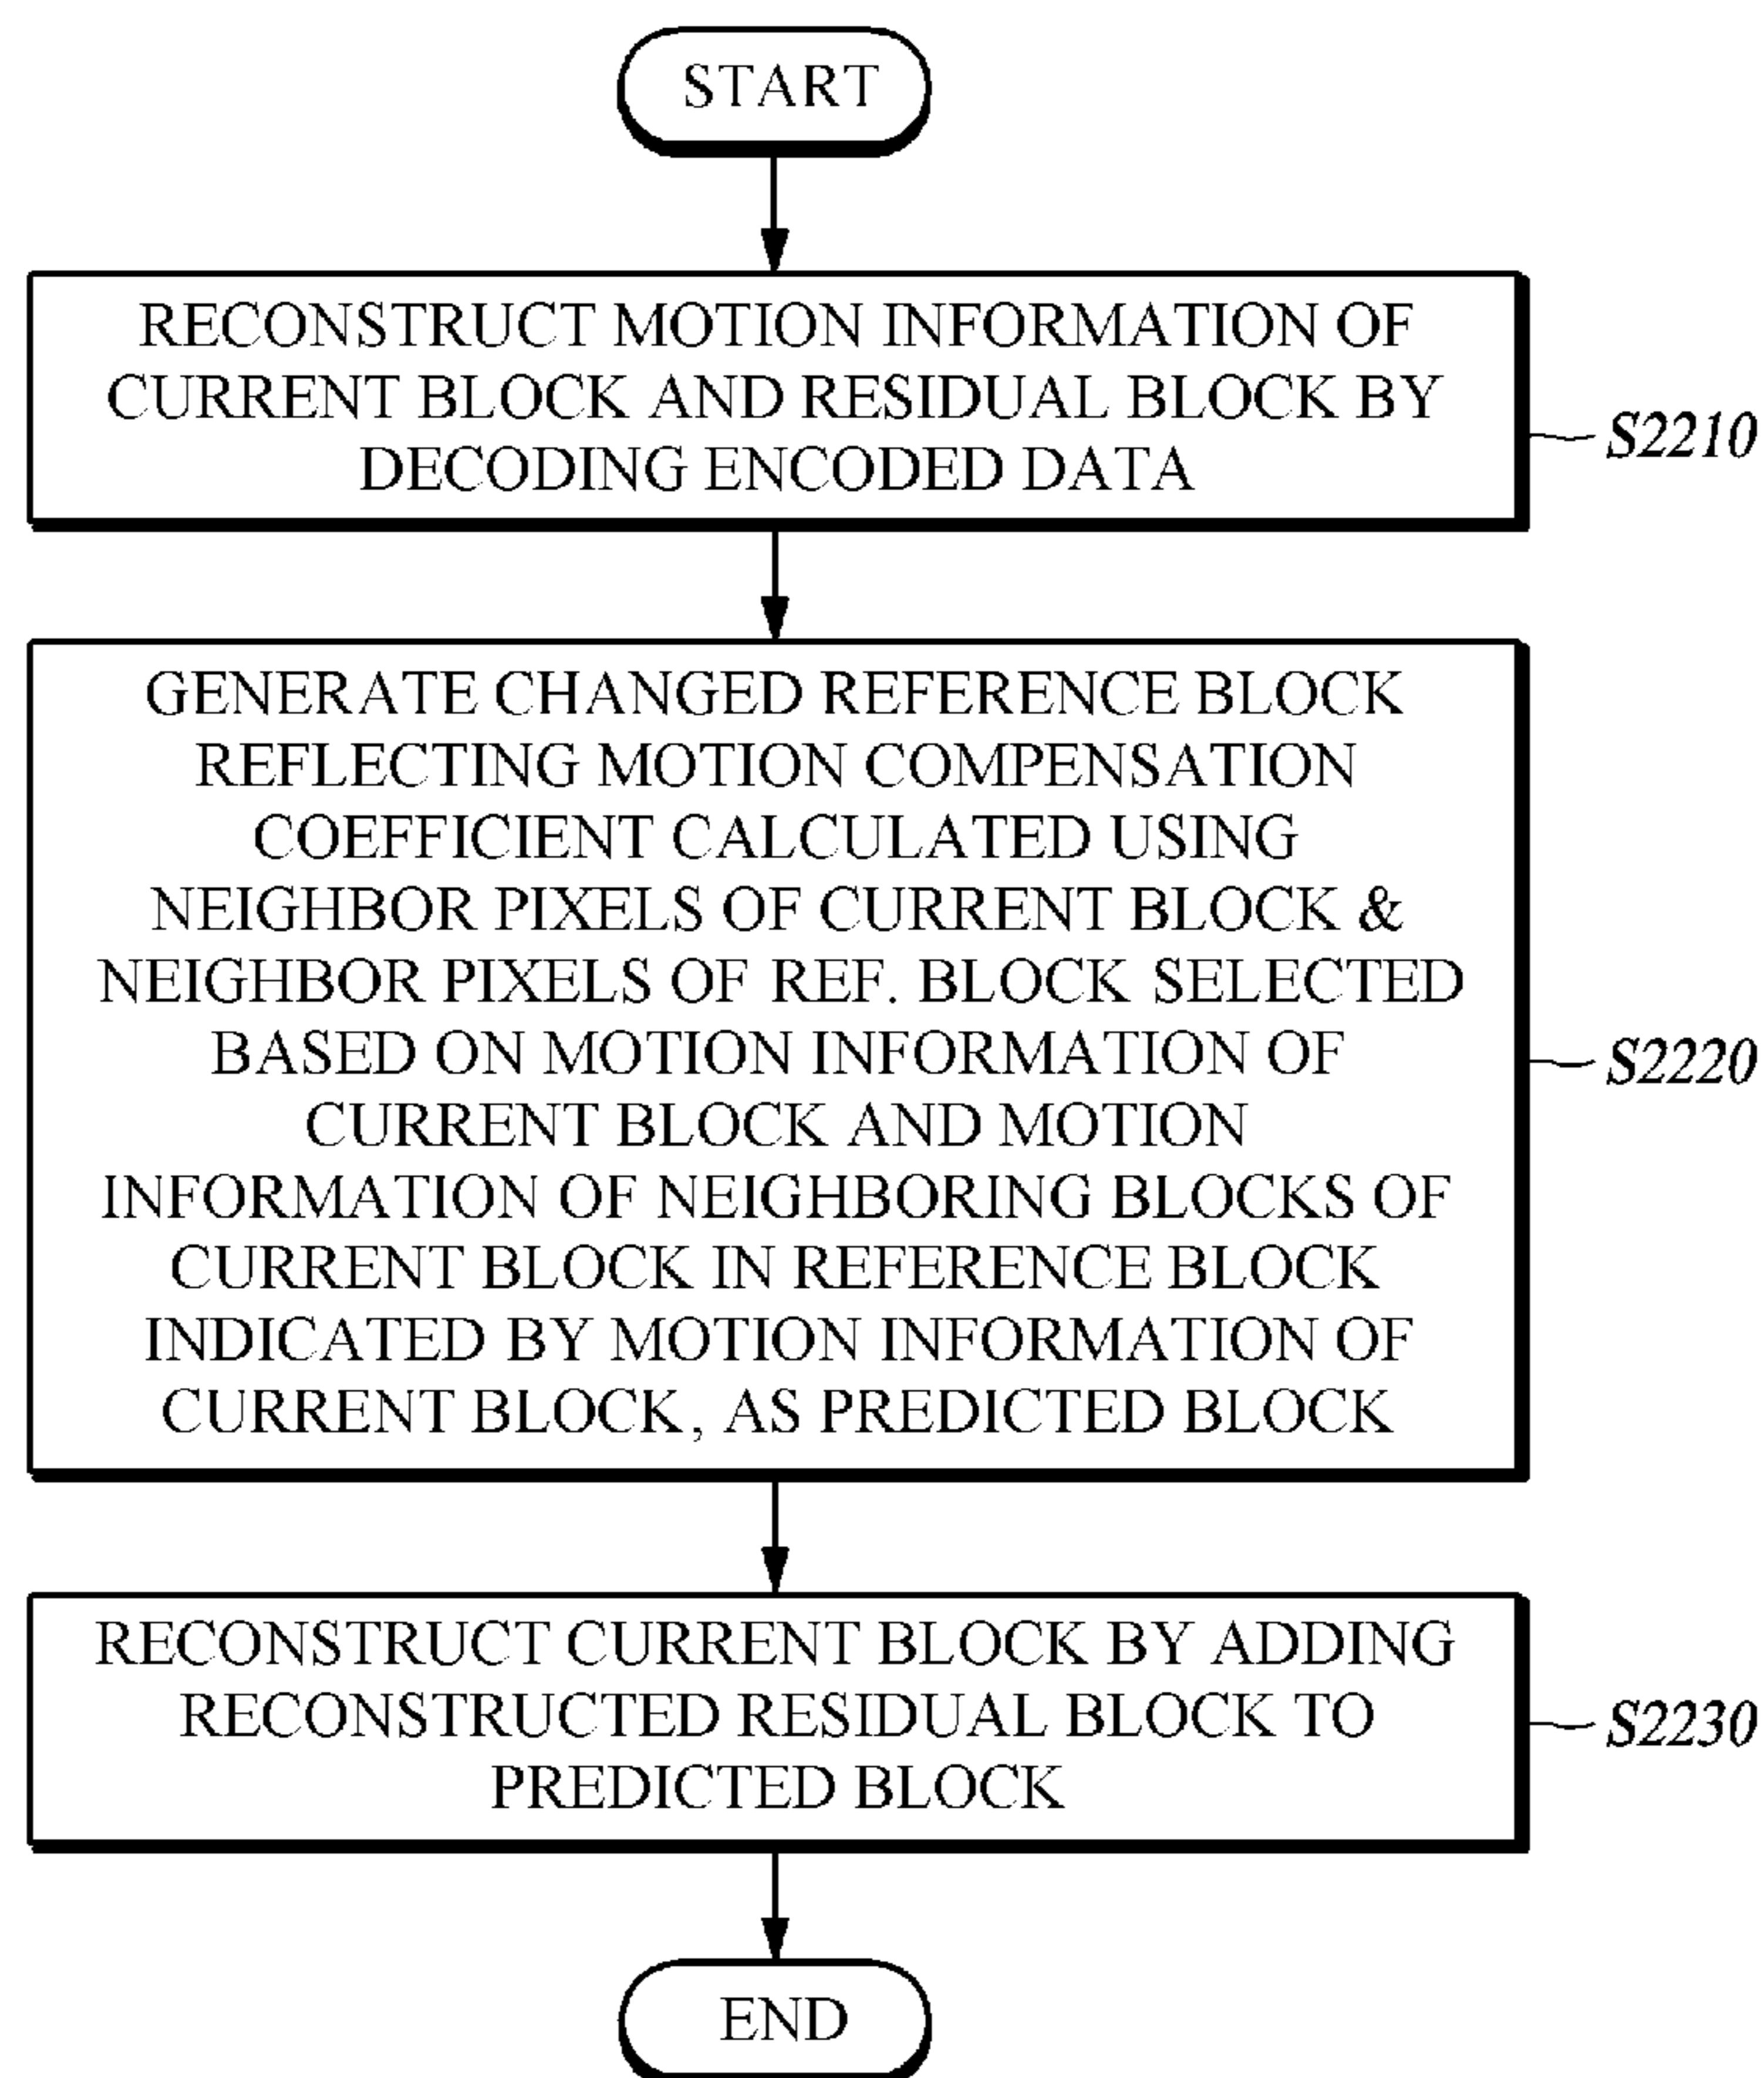 START
RECONSTRUCT MOTION INFORMATION OF
CURRENT BLOCK AND RESIDUAL BLOCK BY
DECODING ENCODED DATA
S2210
GENERATE CHANGED REFERENCE BLOCK
REFLECTING MOTION COMPENSATION
COEFFICIENT CALCULATED USING
NEIGHBOR PIXELS OF CURRENT BLOCK &
NEIGHBOR PIXELS OF REF. BLOCK SELECTED
BASED ON MOTION INFORMATION OF
CURRENT BLOCK AND MOTION
INFORMATION OF NEIGHBORING BLOCKS OF
CURRENT BLOCK IN REFERENCE BLOCK
INDICATED BY MOTION INFORMATION OF
CURRENT BLOCK, AS PREDICTED BLOCK
S2220
RECONSTRUCT CURRENT BLOCK BY ADDING
RECONSTRUCTED RESIDUAL BLOCK TO
PREDICTED BLOCK
S2230
END